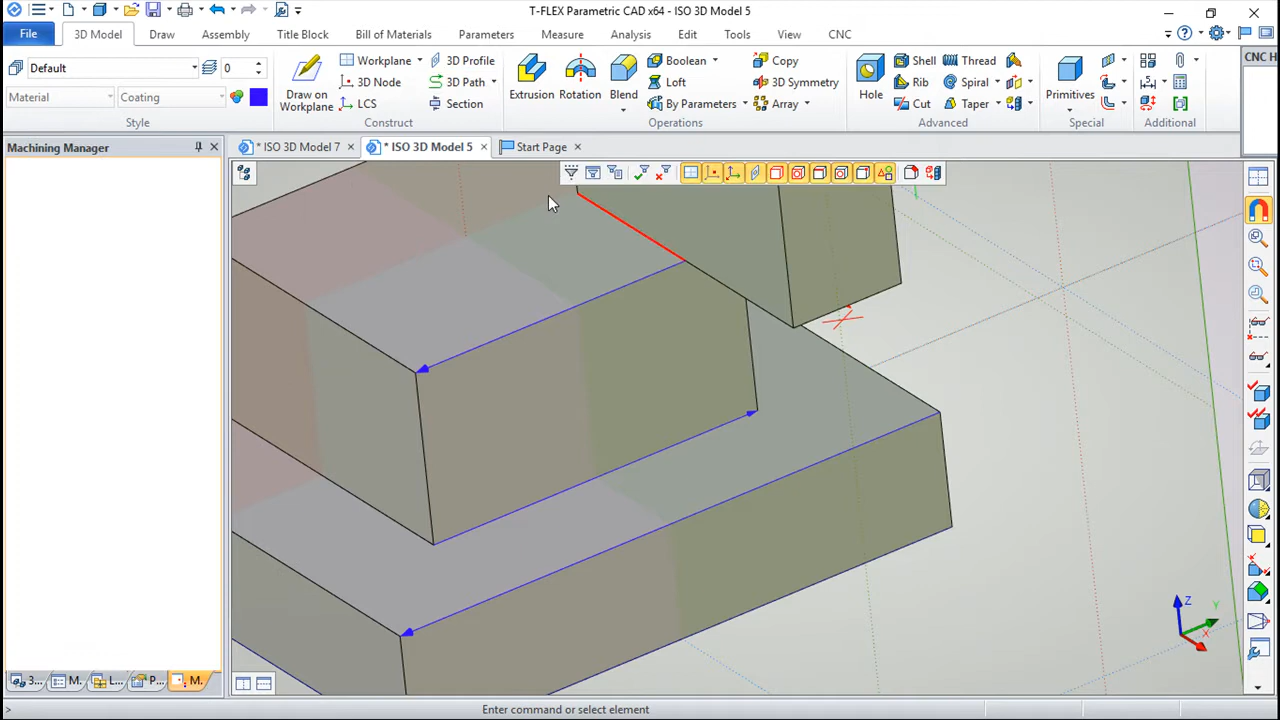 T-FLEX Parametric CAD x64 - ISO 3D Model 5
File 3D Model Draw Assembly Title Block Bill of Materials Parameters Measure Analysis Edit Tools View CNC
Default 0
Material Coating
Style
Draw on Workplane
Workplane
3D Node
LCS
3D Profile
3D Path
Section
Construct
Extrusion Rotation Blend
Boolean
Loft
By Parameters
Copy
3D Symmetry
Array
Operations
Hole
Shell
Rib
Cut
Thread
Spiral
Taper
Advanced
Primitives
Special
Additional
CNC H
Machining Manager
* ISO 3D Model 7
* ISO 3D Model 5
Start Page
Z
Y
X
3... M. L... P... M.
> Enter command or select element